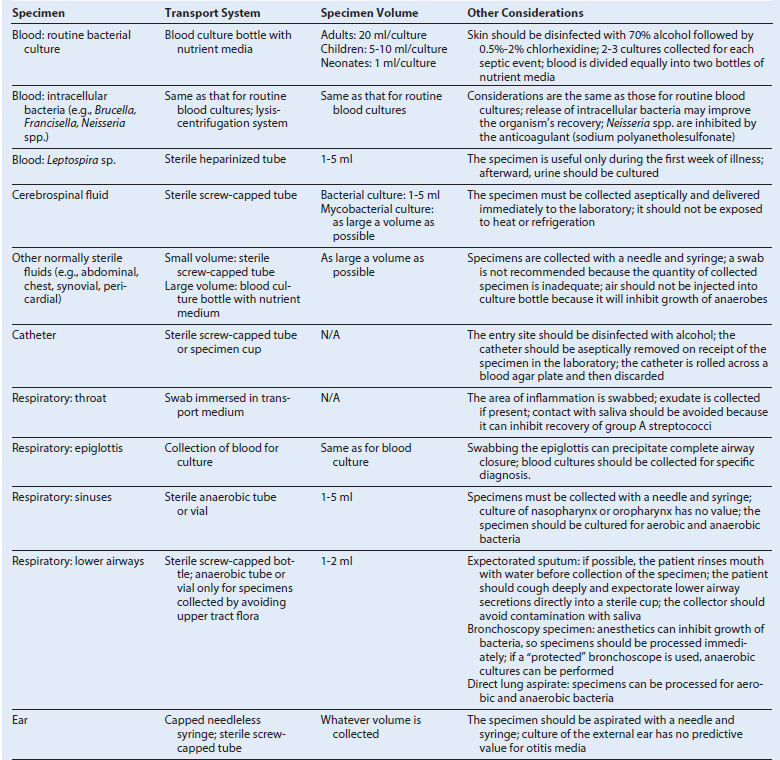 Specimen Transport System Specimen Volume Other Considerations
Blood: routine bacterial culture Blood culture bottle with nutrient media Adults: 20 ml/culture
Children: 5-10 ml/culture
Neonates: 1 ml/culture Skin should be disinfected with 70% alcohol followed by
0.5%-2% chlorhexidine; 2-3 cultures collected for each
septic event; blood is divided equally into two bottles of
nutrient media
Blood: intracellular
bacteria (e.g., Brucella,
Francisella, Neisseria
spp.)
Same as that for routine
blood cultures; lysis-
centrifugation system
Same as that for routine
blood cultures
Considerations are the same as those for routine blood
cultures; release of intracellular bacteria may improve
the organism's recovery; Neisseria spp. are inhibited by
the anticoagulant (sodium polyanetholesulfonate)
Blood: Leptospira sp.
Sterile heparinized tube
1-5 ml
The specimen is useful only during the first week of illness;
afterward, urine should be cultured
Cerebrospinal fluid
Sterile screw-capped tube
Bacterial culture: 1-5 ml
Mycobacterial culture:
as large a volume as
possible
The specimen must be collected aseptically and delivered
immediately to the laboratory; it should not be exposed
to heat or refrigeration
Other normally sterile
fluids (e.g., abdominal,
chest, synovial, peri-
cardial)
Small volume: sterile
screw-capped tube
Large volume: blood cul-
ture bottle with nutrient
medium
As large a volume as
possible
Specimens are collected with a needle and syringe; a swab
is not recommended because the quantity of collected
specimen is inadequate; air should not be injected into
culture bottle because it will inhibit growth of anaerobes
Catheter
Sterile screw-capped tube
or specimen cup
N/A
The entry site should be disinfected with alcohol; the
catheter should be aseptically removed on receipt of the
specimen in the laboratory; the catheter is rolled across a
blood agar plate and then discarded
Respiratory: throat
Swab immersed in trans-
port medium
N/A
The area of inflammation is swabbed; exudate is collected
if present; contact with saliva should be avoided because
it can inhibit recovery of group A streptococci
Respiratory: epiglottis
Collection of blood for
culture
Same as for blood
culture
Swabbing the epiglottis can precipitate complete airway
closure; blood cultures should be collected for specific
diagnosis.
Respiratory: sinuses
Sterile anaerobic tube
or vial
1-5 ml
Specimens must be collected with a needle and syringe;
culture of nasopharynx or oropharynx has no value; the
specimen should be cultured for aerobic and anaerobic
bacteria
Respiratory: lower airways
Sterile screw-capped bot-
tle; anaerobic tube or
vial only for specimens
collected by avoiding
upper tract flora
1-2 ml
Expectorated sputum: if possible, the patient rinses mouth
with water before collection of the specimen; the patient
should cough deeply and expectorate lower airway
secretions directly into a sterile cup; the collector should
avoid contamination with saliva
Bronchoscopy specimen: anesthetics can inhibit growth of
bacteria, so specimens should be processed immedi-
ately; if a "protected" bronchoscope is used, anaerobic
cultures can be performed
Direct lung aspirate: specimens can be processed for aero-
bic and anaerobic bacteria
Ear
Capped needleless
syringe; sterile screw-
capped tube
Whatever volume is
collected
The specimen should be aspirated with a needle and
syringe; culture of the external ear has no predictive
value for otitis media